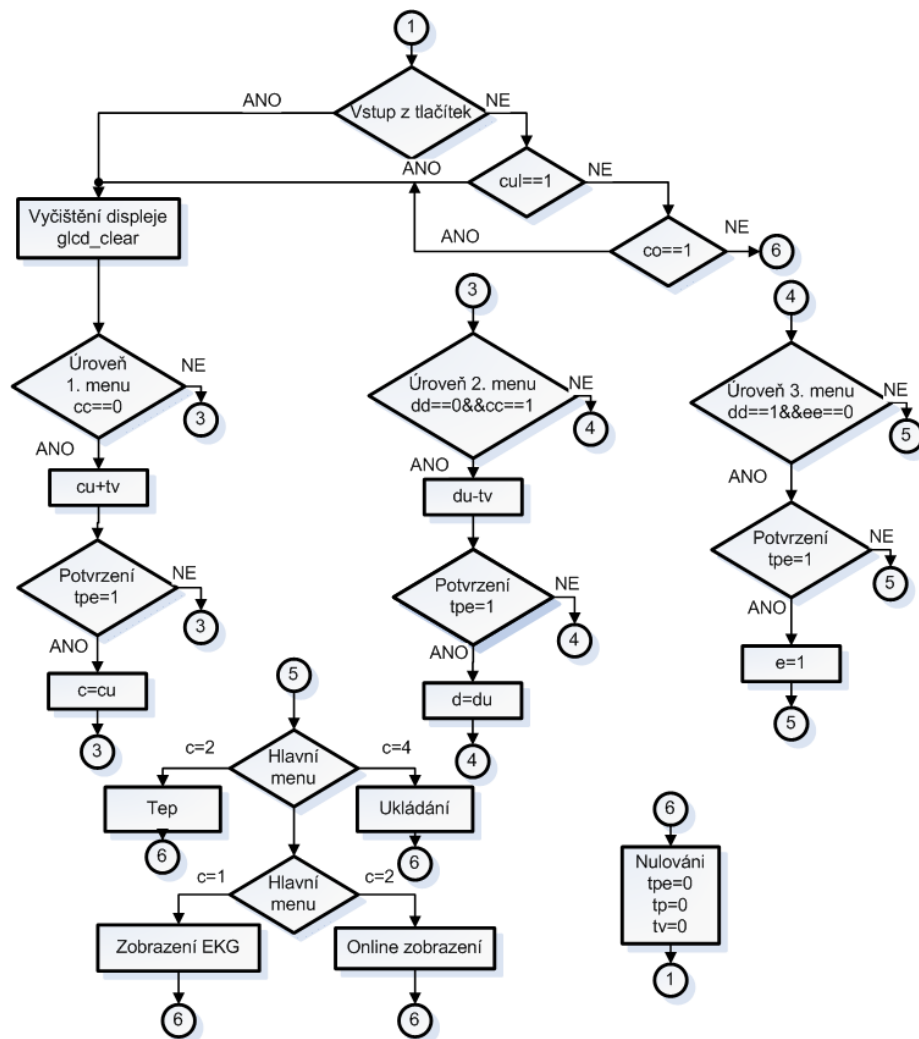 1
Vstup z tlačítek
ANO
NE
cul==1
ANO
NE
co==1
ANO
NE
6
Vyčištění displeje
glcd_clear
Úroveň
1. menu
cc==0
NE
3
ANO
cu+tv
Potvrzení
tpe=1
NE
3
ANO
c=cu
3
3
Úroveň 2. menu
dd==0&&cc==1
NE
4
ANO
du-tv
Potvrzení
tpe=1
NE
4
ANO
d=du
4
4
Úroveň 3. menu
dd==1&&ee==0
NE
5
ANO
Potvrzení
tpe=1
NE
5
ANO
e=1
5
5
Hlavní
menu
c=2
c=4
Tep
6
Ukládání
6
Hlavní
menu
c=1
c=2
Zobrazení EKG
6
Online zobrazení
6
6
Nulováni
tpe=0
tp=0
tv=0
1